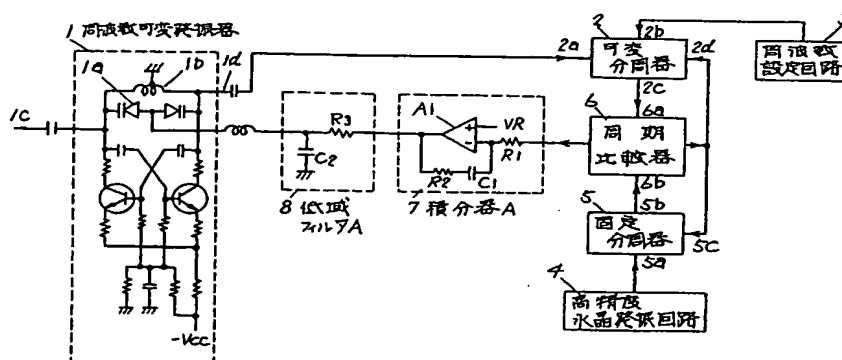 1 周波数可変発振器
1a
1b
1d
1C
2a
2
2b
可変
分周器
2d
2C
周波数
設定回路
6
6a
周期
比較器
6b
A1
VR
R1
R2
C1
7 積分器A
R3
C2
8 低域
フィルタA
5
5b
固定
分周器
5C
5a
4
高精度
水晶発振回路
-Vcc